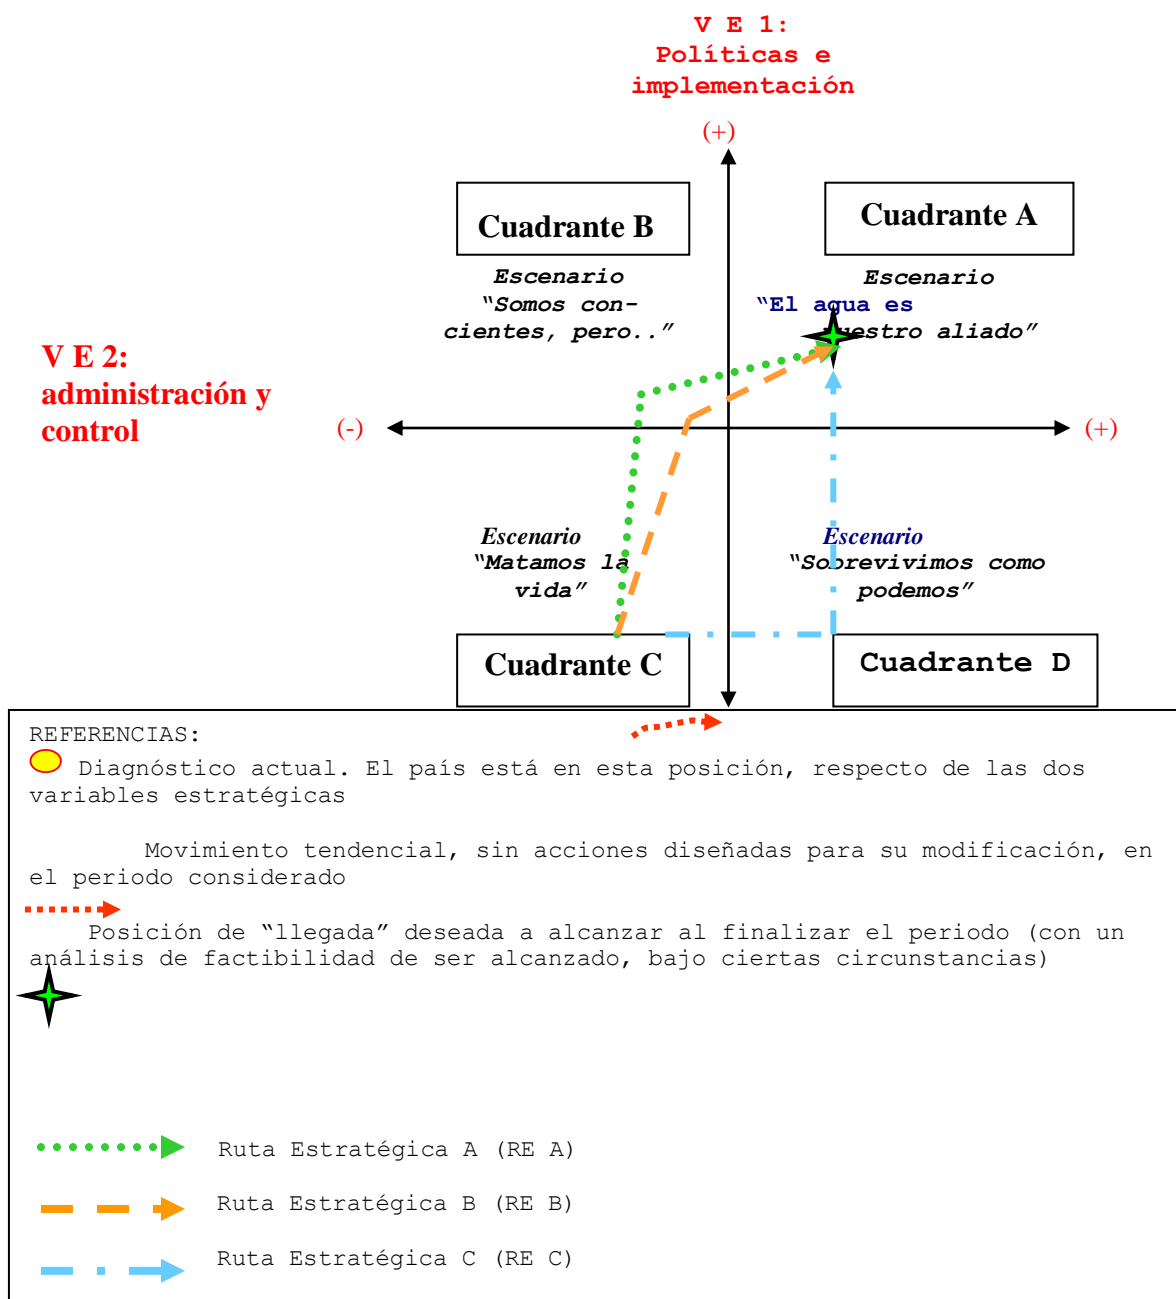 V E 1:
Políticas e
implementación
(+)
Cuadrante B
Cuadrante A
Escenario
“Somos con-
cientes, pero..”
Escenario
“El agua es
nuestro aliado”
V E 2:
administración y
control
(-)
(+)
Escenario
“Matamos la
vida”
Escenario
“Sobrevivimos como
podemos”
Cuadrante C
Cuadrante D
REFERENCIAS:
Diagnóstico actual. El país está en esta posición, respecto de las dos
variables estratégicas
Movimiento tendencial, sin acciones diseñadas para su modificación, en
el periodo considerado
Posición de “llegada” deseada a alcanzar al finalizar el periodo (con un
análisis de factibilidad de ser alcanzado, bajo ciertas circunstancias)
Ruta Estratégica A (RE A)
Ruta Estratégica B (RE B)
Ruta Estratégica C (RE C)